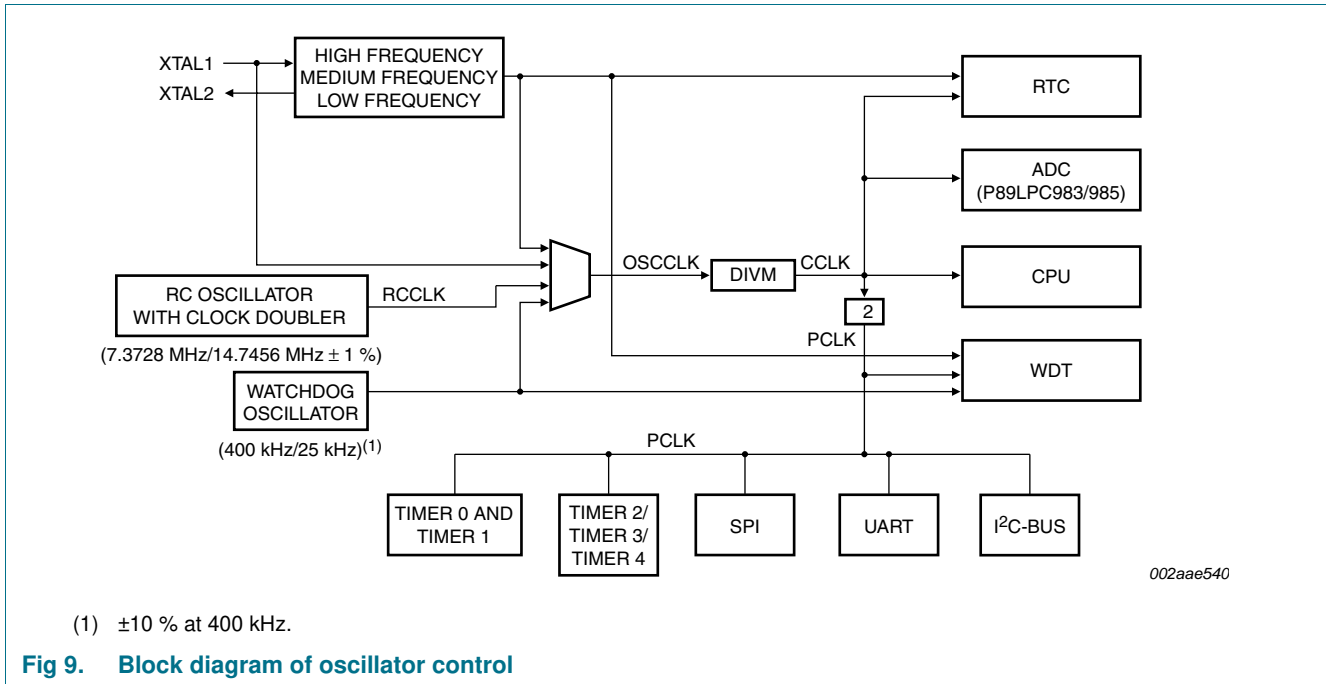 XTAL1
XTAL2
HIGH FREQUENCY
MEDIUM FREQUENCY
LOW FREQUENCY
RTC
ADC
(P89LPC983/985)
OSCCLK
DIVM
CCLK
CPU
RC OSCILLATOR
WITH CLOCK DOUBLER
RCCLK
2
PCLK
(7.3728 MHz/14.7456 MHz ± 1 %)
WDT
WATCHDOG
OSCILLATOR
(400 kHz/25 kHz)(1)
PCLK
TIMER 0 AND
TIMER 1
TIMER 2/
TIMER 3/
TIMER 4
SPI
UART
I2C-BUS
002aae540
(1) ±10 % at 400 kHz.
Fig 9. Block diagram of oscillator control